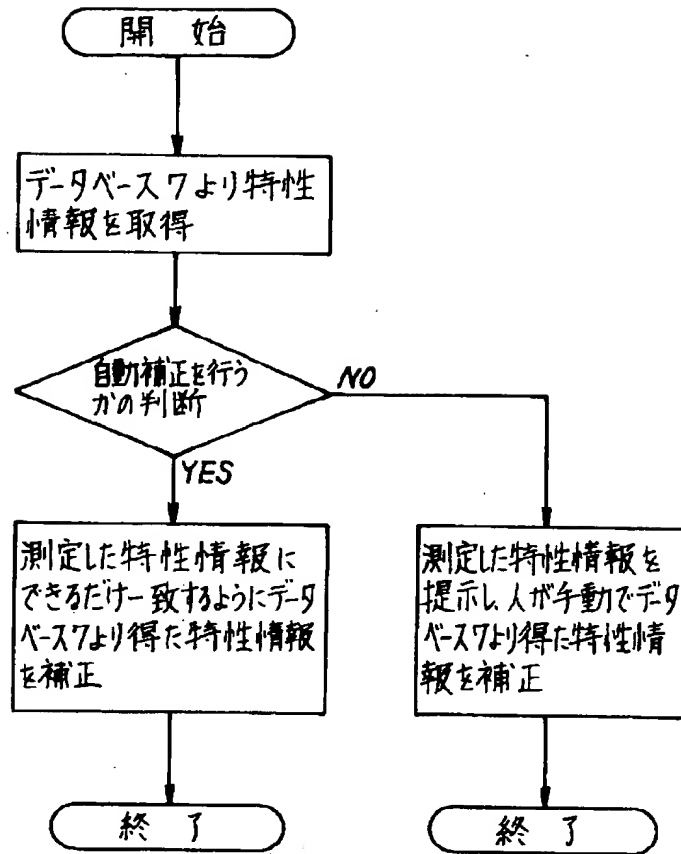 開始
データベース7より特性
情報を取得
自動補正を行う
かの判断
NO
YES
測定した特性情報に
できるだけ一致するようにデータ
ベース7より得た特性情報
を補正
測定した特性情報を
提示し、人が手動でデータ
ベース7より得た特性情
報を補正
終了
終了